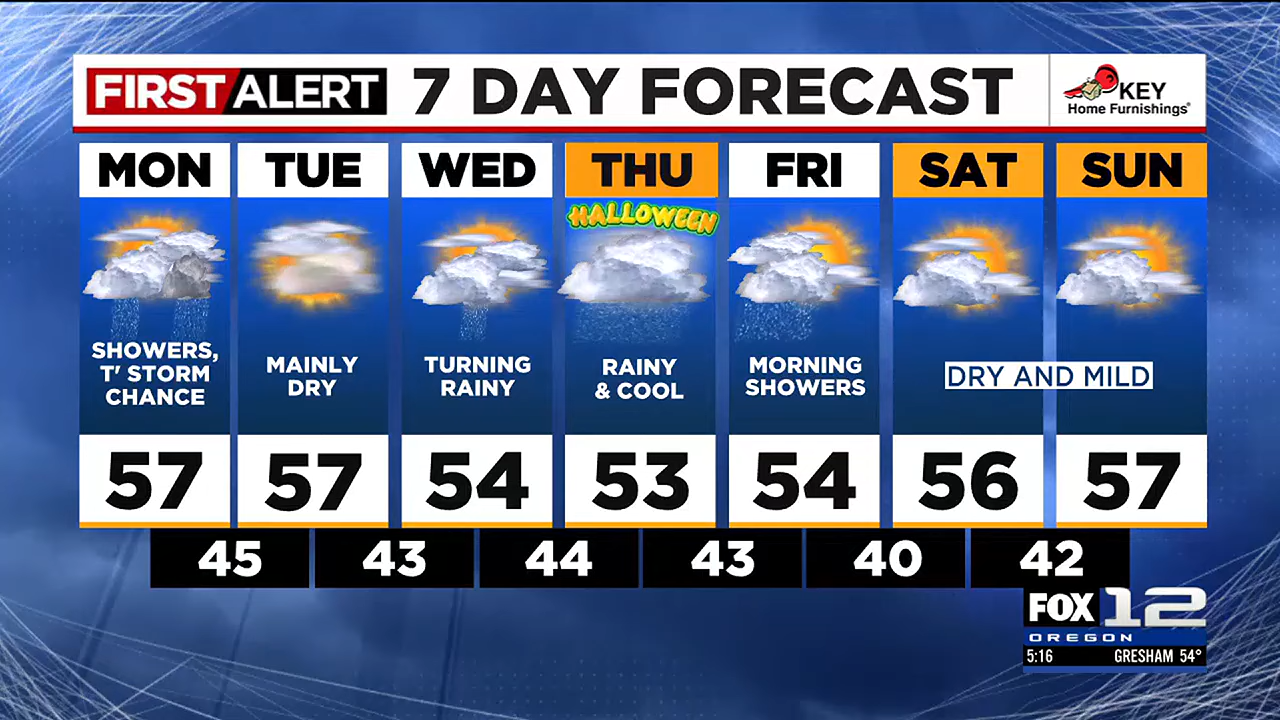 FIRST ALERT 7 DAY FORECAST
KEY
Home Furnishings®
MON TUE WED THU FRI SAT SUN
HALLOWEEN
SHOWERS,
T' STORM
CHANCE
MAINLY
DRY
TURNING
RAINY
RAINY
& COOL
MORNING
SHOWERS
DRY AND MILD
57 57 54 53 54 56 57
45 43 44 43 40 42
FOX 12
OREGON
5:16 GRESHAM 54°